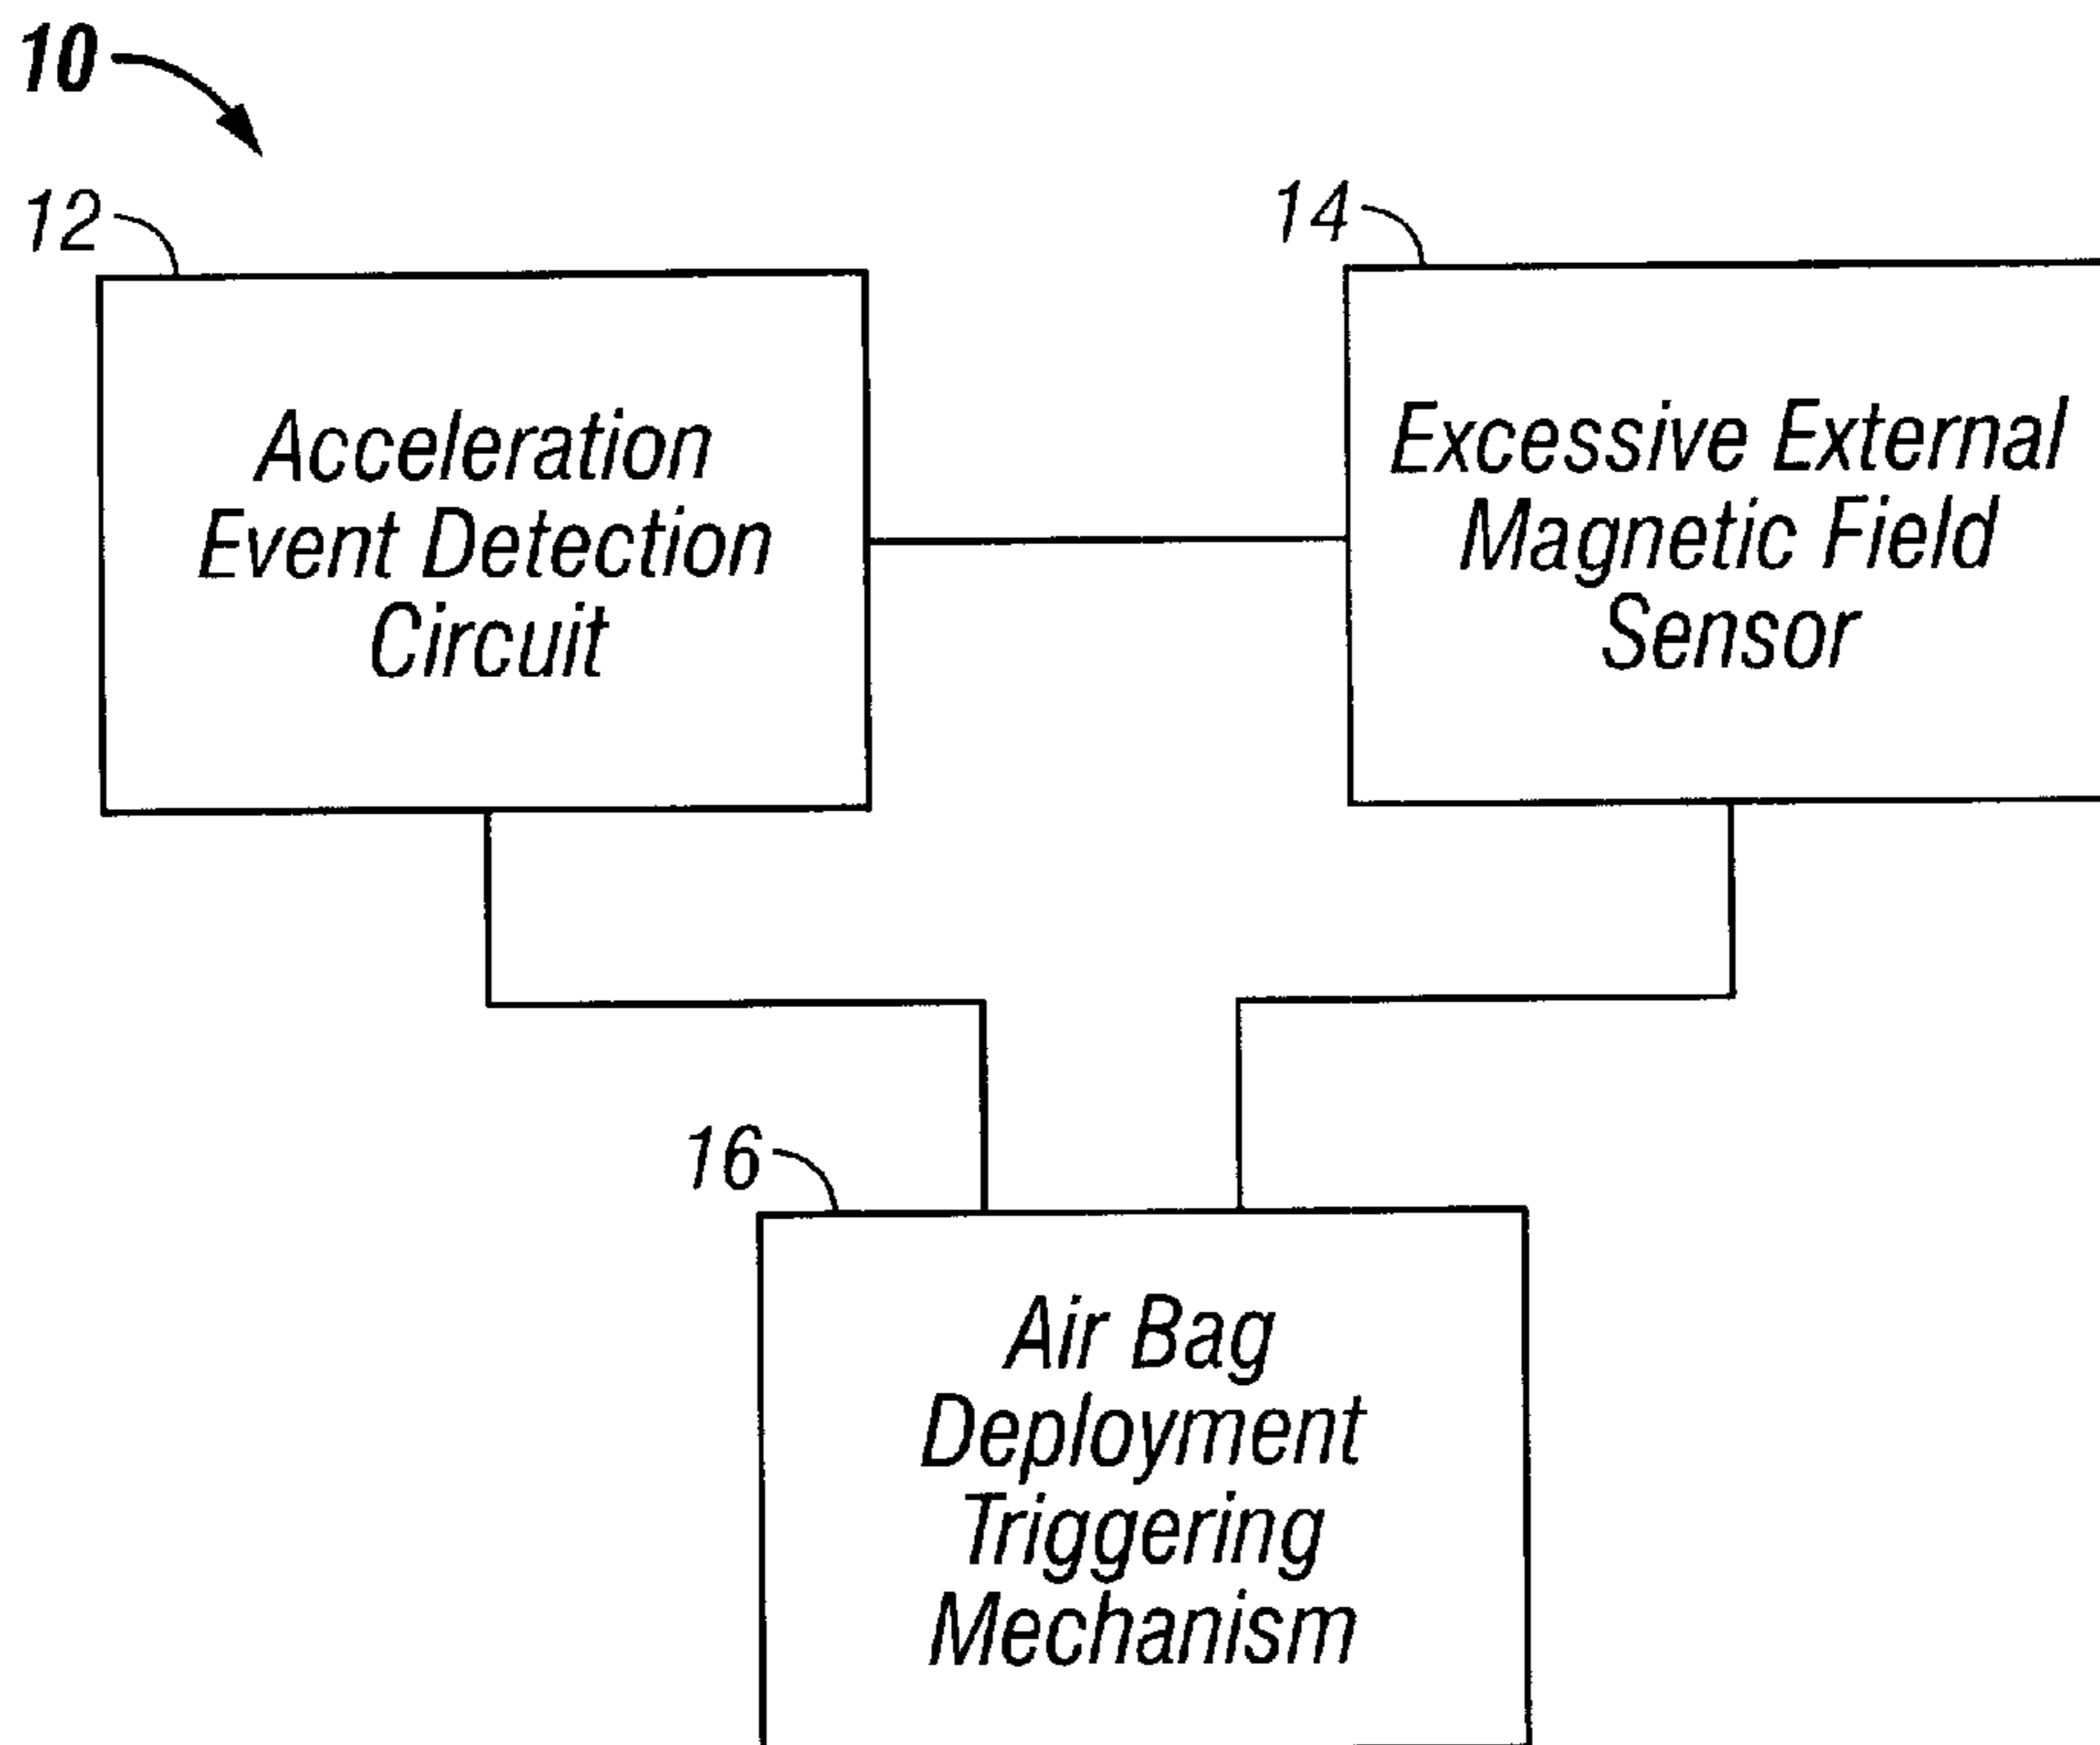 10
12
14
Acceleration
Event Detection
Circuit
Excessive External
Magnetic Field
Sensor
16
Air Bag
Deployment
Triggering
Mechanism